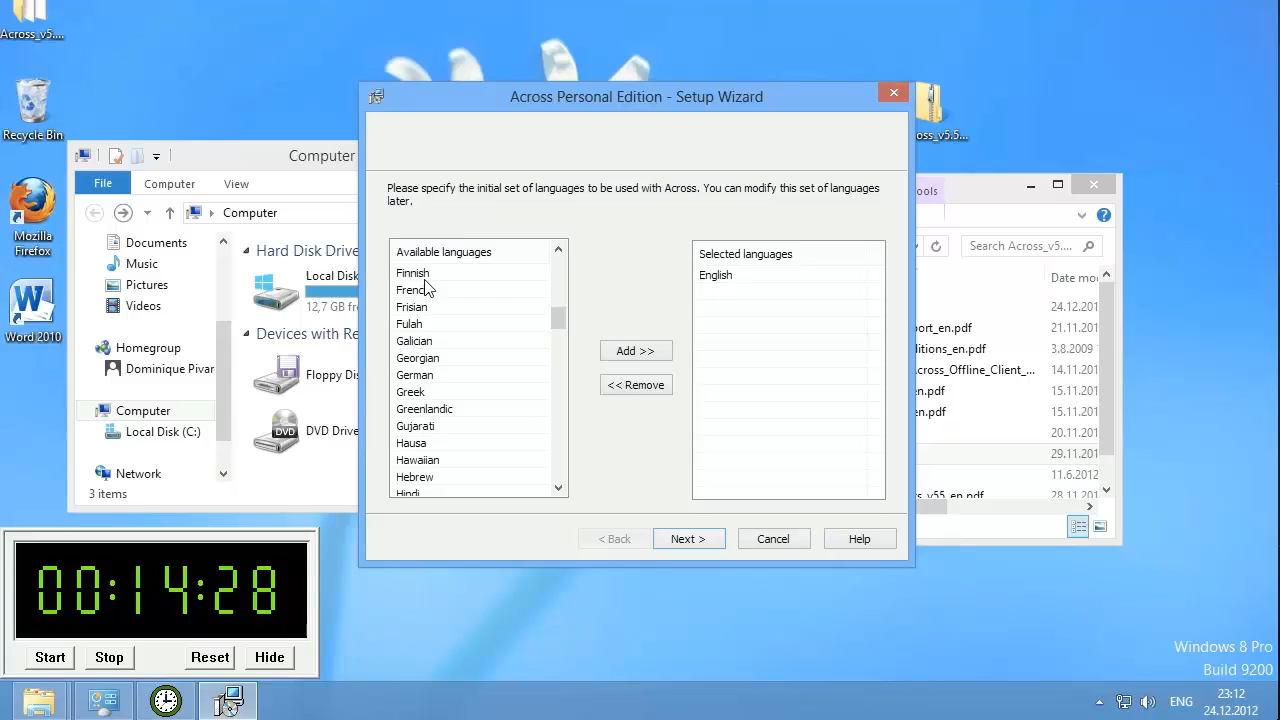 Across_v5....
Recycle Bin
Mozilla
Firefox
Word 2010
Computer
File
Computer
View
Computer
Documents
Music
Pictures
Videos
Homegroup
Dominique Pivar
Computer
Local Disk (C:)
Network
3 items
Hard Disk Drive
Local Disk
12,7 GB fre
Devices with Re
Floppy Dis
DVD
DVD Drive
Across Personal Edition - Setup Wizard
Please specify the initial set of languages to be used with Across. You can modify this set of languages
later.
Available languages
Finnish
French
Frisian
Fulah
Galician
Georgian
German
Greek
Greenlandic
Gujarati
Hausa
Hawaiian
Hebrew
Hindi
Add >>
<< Remove
Selected languages
English
< Back
Next >
Cancel
Help
oss_v5.5...
ools
Search Across_v5....
Date mo
24.12.201
port_en.pdf
21.11.201
ditions_en.pdf
3.8.2009
Across_Offline_Client_...
14.11.201
en.pdf
15.11.201
en.pdf
15.11.201
20.11.201
29.11.201
11.6.2012
s_v55_en.pdf
28.11.201
00:14:28
Start
Stop
Reset
Hide
Windows 8 Pro
Build 9200
ENG
23:12
24.12.2012